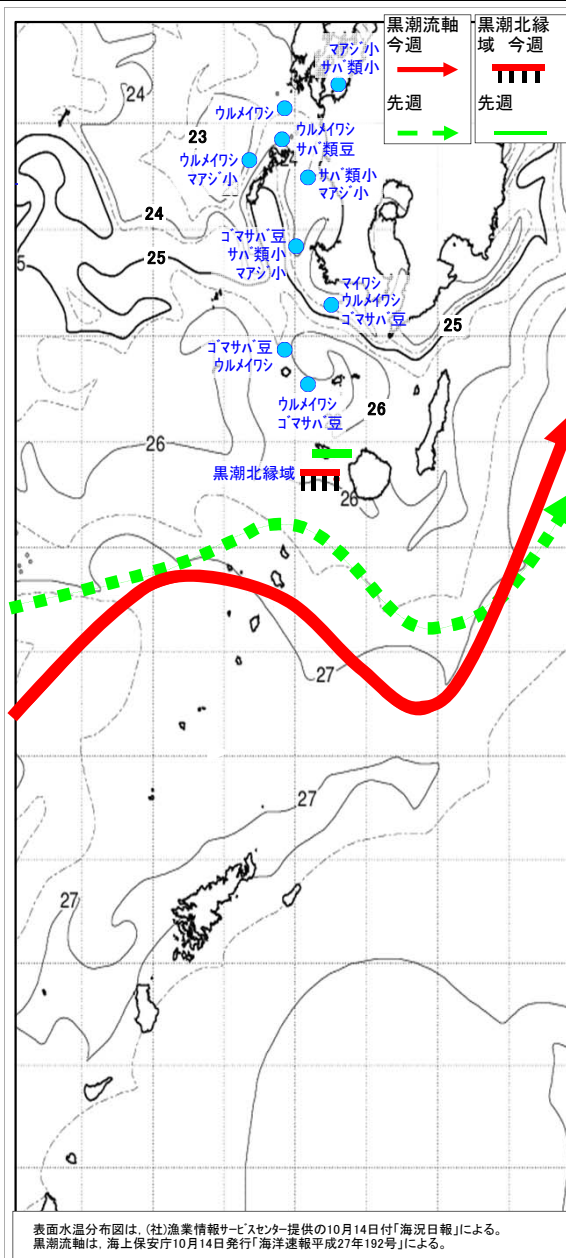 黒潮流軸
今週
先週
黒潮北縁
域 今週
先週
マアジ小
サバ類小
24
ウルメイワシ
23
ウルメイワシ
サバ類豆
24
ウルメイワシ
マアジ小
サバ類小
マアジ小
24
ゴマサバ豆
サバ類小
マアジ小
25
5
マイワシ
ウルメイワシ
ゴマサバ豆
25
ゴマサバ豆
ウルメイワシ
ウルメイワシ
ゴマサバ豆
26
26
黒潮北縁域
26
27
27
27
表面水温分布図は、(社)漁業情報サービスセンター提供の10月14日付「海況日報」による。
黒潮流軸は、海上保安庁10月14日発行「海洋速報平成27年192号」による。